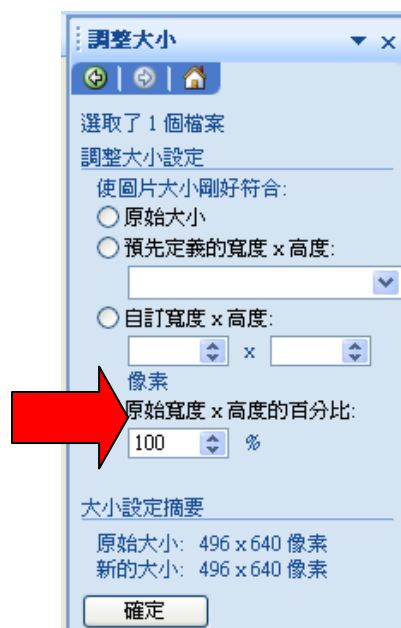 調整大小
選取了 1 個檔案
調整大小設定
使圖片大小剛好符合:
原始大小
預先定義的寬度 x 高度:
自訂寬度 x 高度:
x
像素
原始寬度 x 高度的百分比:
100 %
大小設定摘要
原始大小: 496 x 640 像素
新的大小: 496 x 640 像素
確定